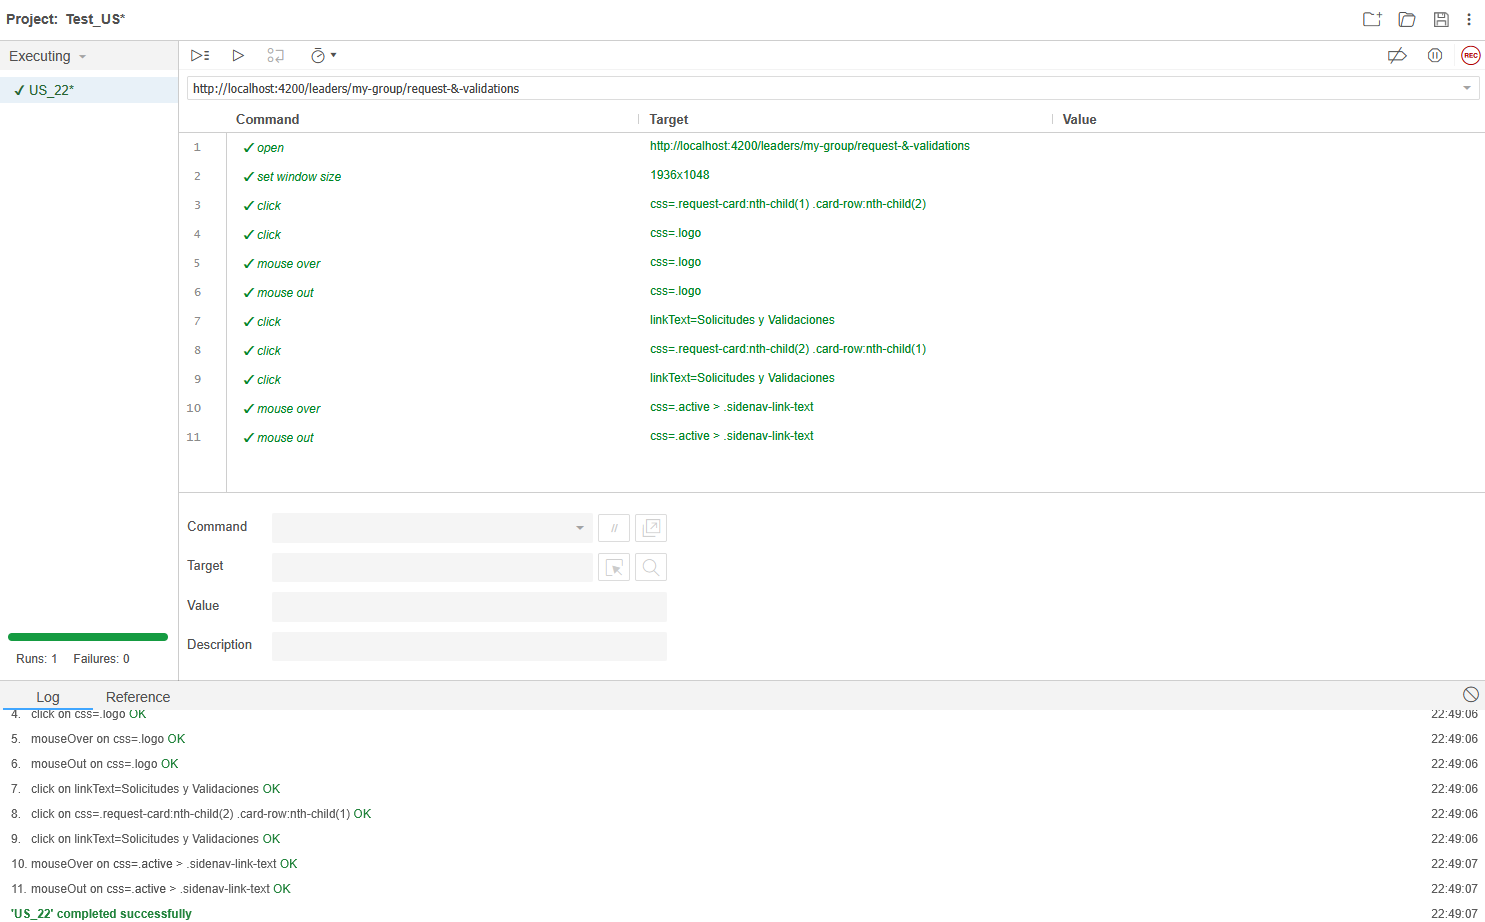 Project: Test_US*
Executing
✓ US_22*
Runs: 1 Failures: 0
REC
http://localhost:4200/leaders/my-group/request-&-validations
Command Target Value
1 ✓ open http://localhost:4200/leaders/my-group/request-&-validations
2 ✓ set window size 1936x1048
3 ✓ click css=.request-card:nth-child(1) .card-row:nth-child(2)
4 ✓ click css=.logo
5 ✓ mouse over css=.logo
6 ✓ mouse out css=.logo
7 ✓ click linkText=Solicitudes y Validaciones
8 ✓ click css=.request-card:nth-child(2) .card-row:nth-child(1)
9 ✓ click linkText=Solicitudes y Validaciones
10 ✓ mouse over css=.active > .sidenav-link-text
11 ✓ mouse out css=.active > .sidenav-link-text
Command //
Target
Value
Description
Log Reference
4. click on css=.logo OK 22:49:06
5. mouseOver on css=.logo OK 22:49:06
6. mouseOut on css=.logo OK 22:49:06
7. click on linkText=Solicitudes y Validaciones OK 22:49:06
8. click on css=.request-card:nth-child(2) .card-row:nth-child(1) OK 22:49:06
9. click on linkText=Solicitudes y Validaciones OK 22:49:06
10. mouseOver on css=.active > .sidenav-link-text OK 22:49:07
11. mouseOut on css=.active > .sidenav-link-text OK 22:49:07
'US_22' completed successfully 22:49:07